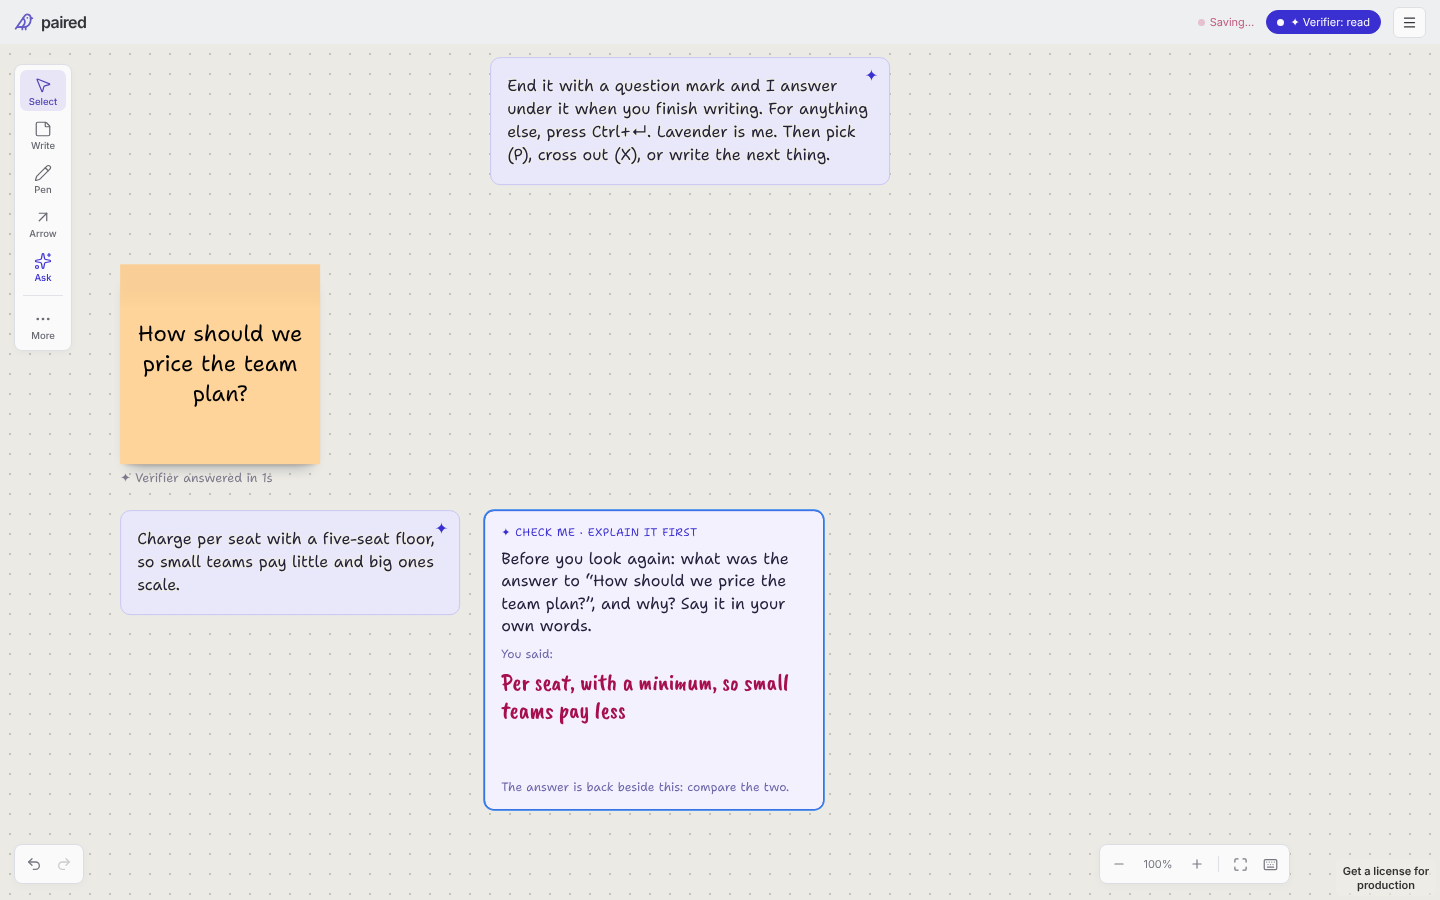 paired
Saving...
✦ Verifier: read
Select
Write
Pen
Arrow
Ask
More
End it with a question mark and I answer
under it when you finish writing. For anything
else, press Ctrl+↵. Lavender is me. Then pick
(P), cross out (X), or write the next thing.
How should we
price the team
plan?
✦ Verifier answered in 1s
Charge per seat with a five-seat floor,
so small teams pay little and big ones
scale.
✦ CHECK ME · EXPLAIN IT FIRST
Before you look again: what was the
answer to “How should we price the
team plan?”, and why? Say it in your
own words.
You said:
Per seat, with a minimum, so small
teams pay less
The answer is back beside this: compare the two.
100%
Get a license for
production